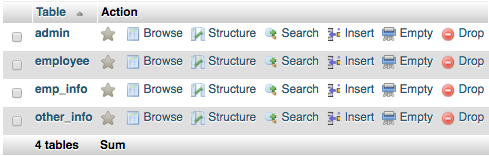 Table Action
admin Browse Structure Search Insert Empty Drop
employee Browse Structure Search Insert Empty Drop
emp_info Browse Structure Search Insert Empty Drop
other_info Browse Structure Search Insert Empty Drop
4 tables Sum